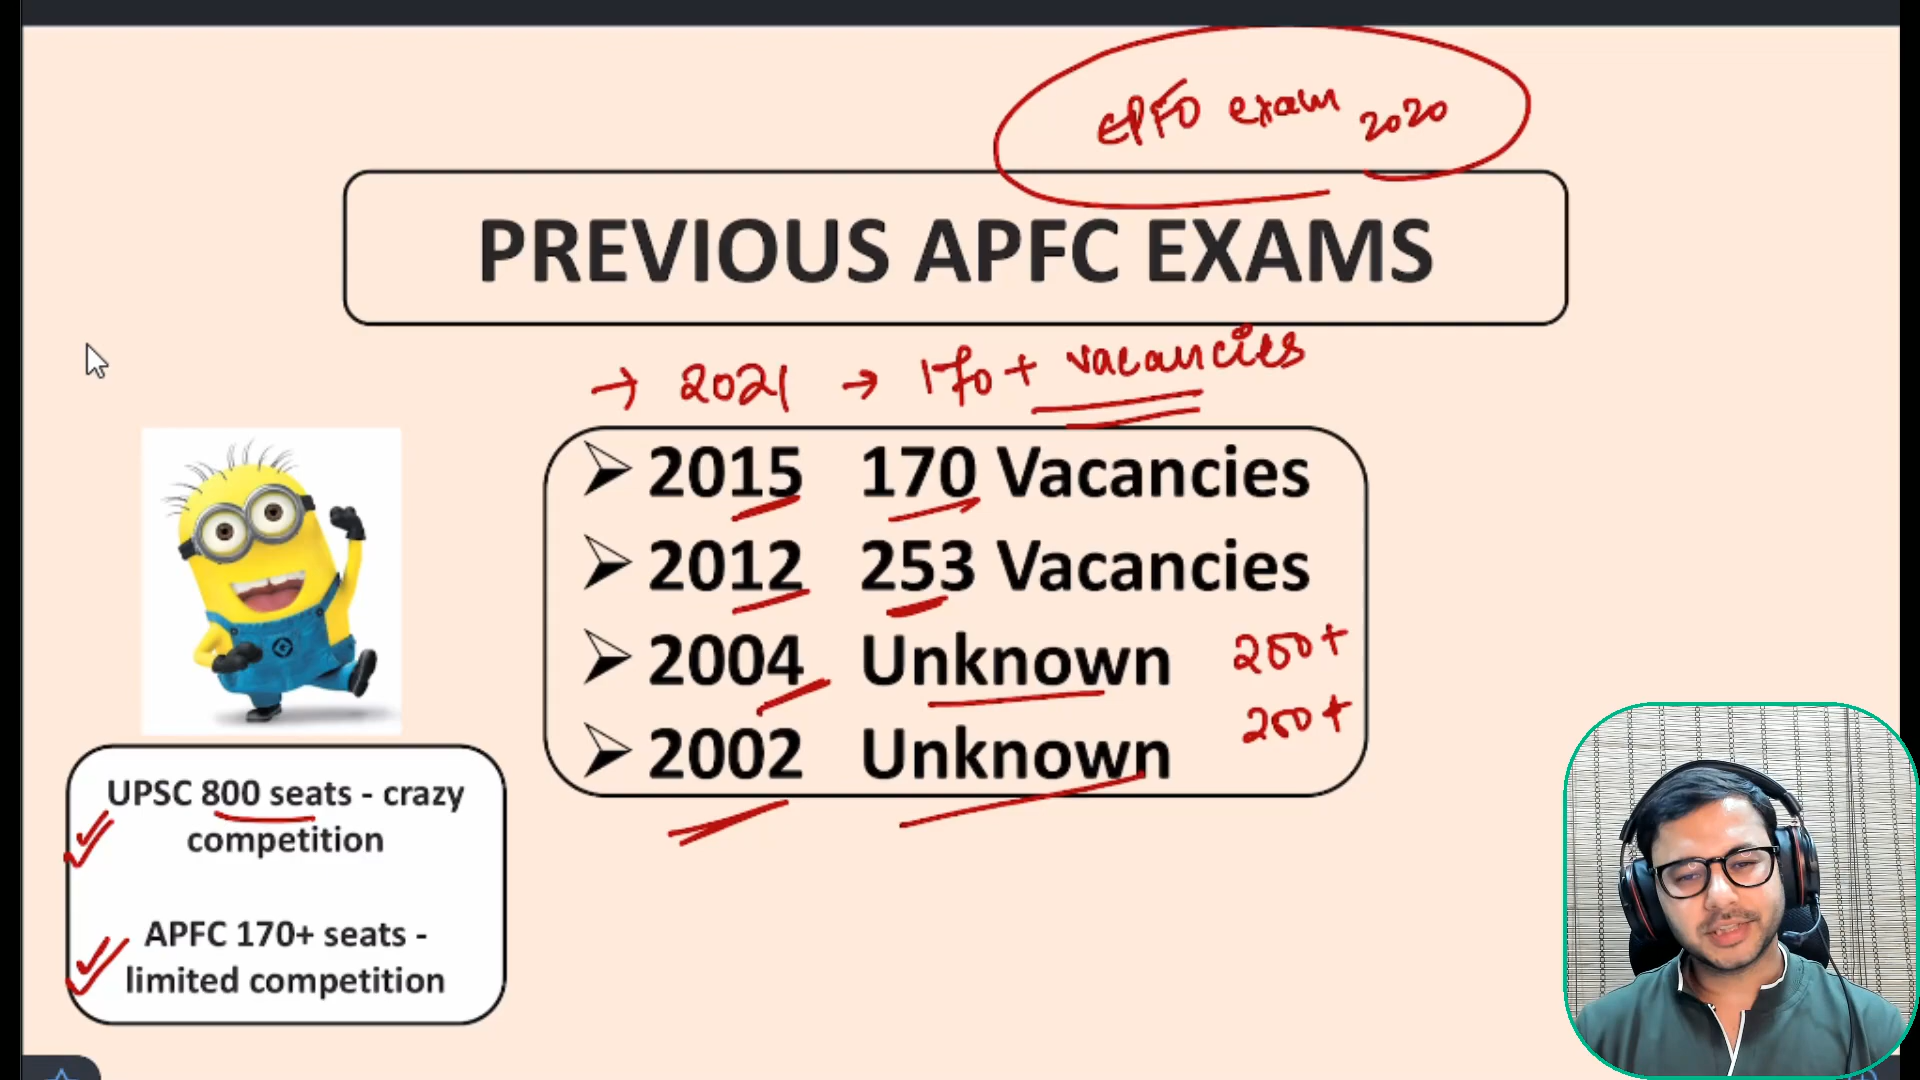 EPFO exam 2020
PREVIOUS APFC EXAMS
→ 2021 → 170+ vacancies
➢ 2015 170 Vacancies
➢ 2012 253 Vacancies
➢ 2004 Unknown 250+
➢ 2002 Unknown 250+
UPSC 800 seats - crazy
competition
APFC 170+ seats -
limited competition